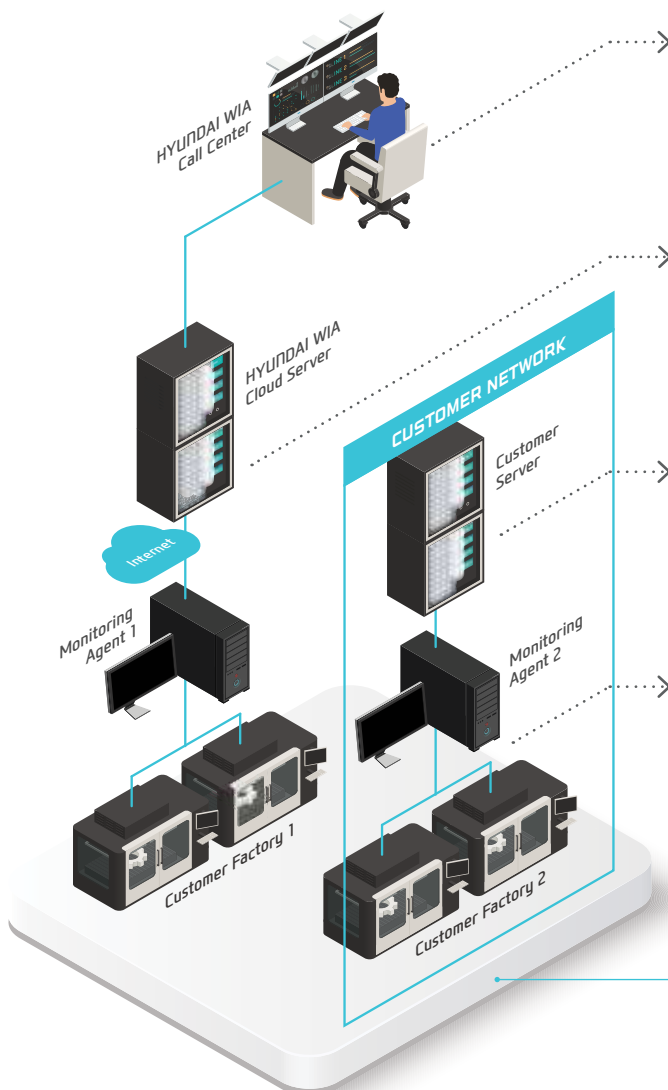 HYUNDAI WIA
Call Center
HYUNDAI WIA
Cloud Server
CUSTOMER NETWORK
Customer
Server
Internet
Monitoring
Agent 1
Monitoring
Agent 2
Customer Factory 1
Customer Factory 2